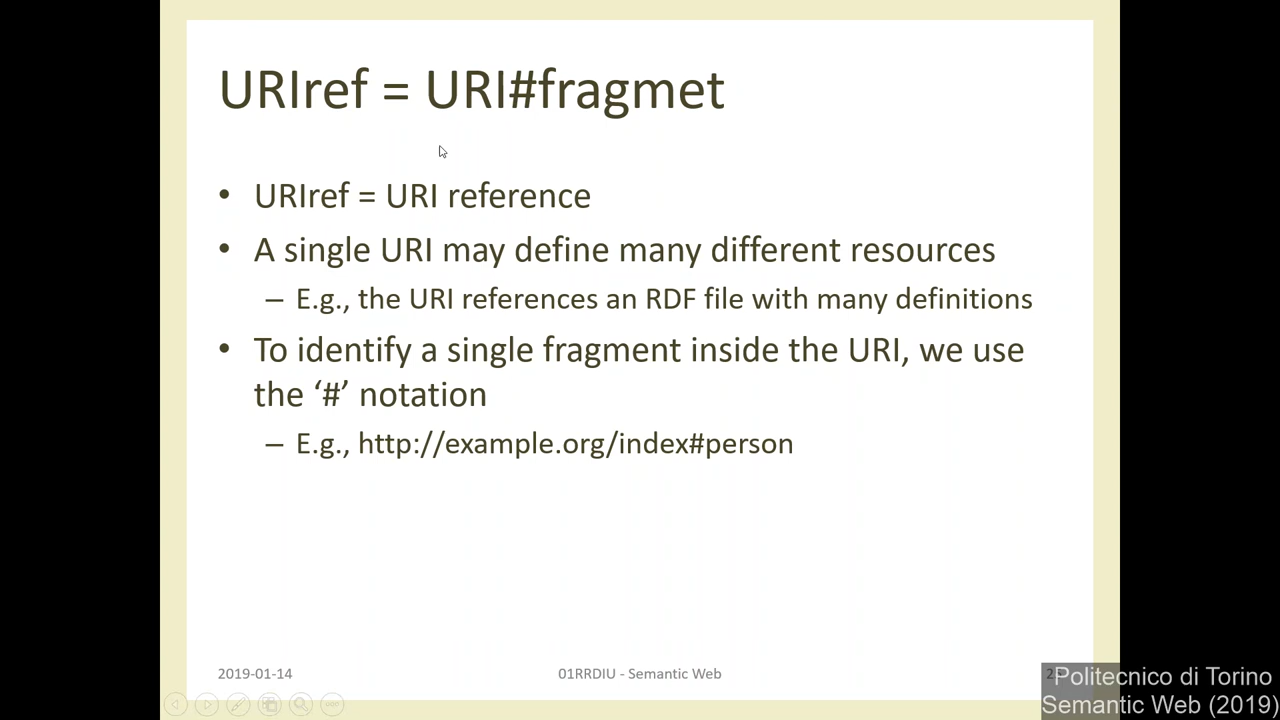 URIref = URI#fragmet
• URIref = URI reference
• A single URI may define many different resources
– E.g., the URI references an RDF file with many definitions
• To identify a single fragment inside the URI, we use
the ‘#’ notation
– E.g., http://example.org/index#person
2019-01-14
01RRDIU - Semantic Web
Politecnico di Torino
Semantic Web (2019)